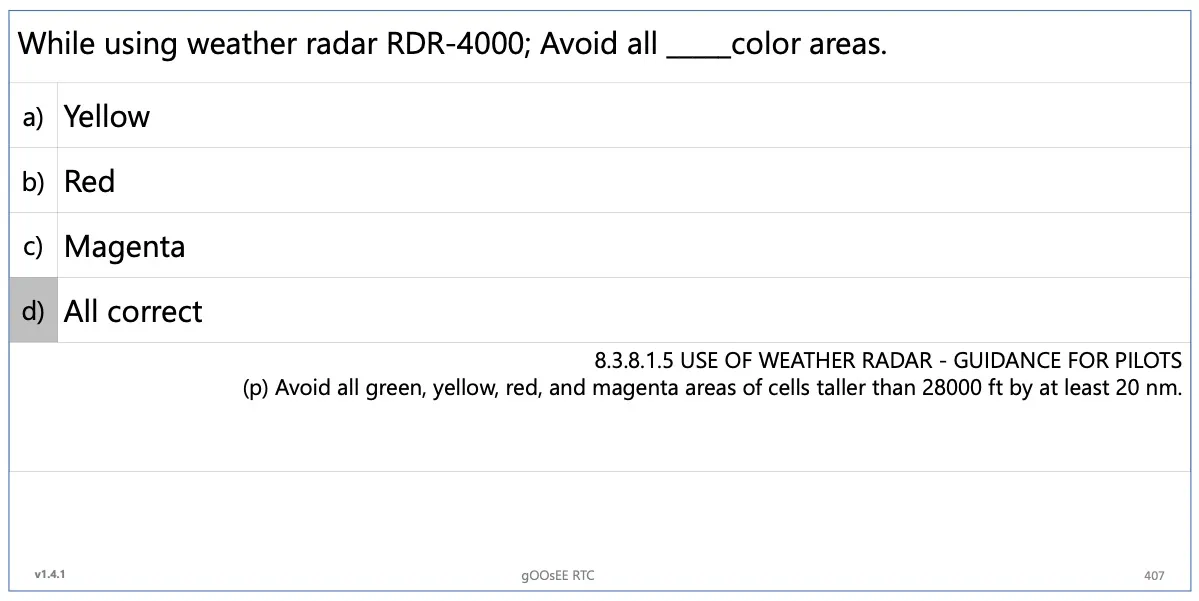 While using weather radar RDR-4000; Avoid all _____color areas.
a) Yellow
b) Red
c) Magenta
d) All correct
8.3.8.1.5 USE OF WEATHER RADAR - GUIDANCE FOR PILOTS
(p) Avoid all green, yellow, red, and magenta areas of cells taller than 28000 ft by at least 20 nm.
v1.4.1 gOOsEE RTC 407